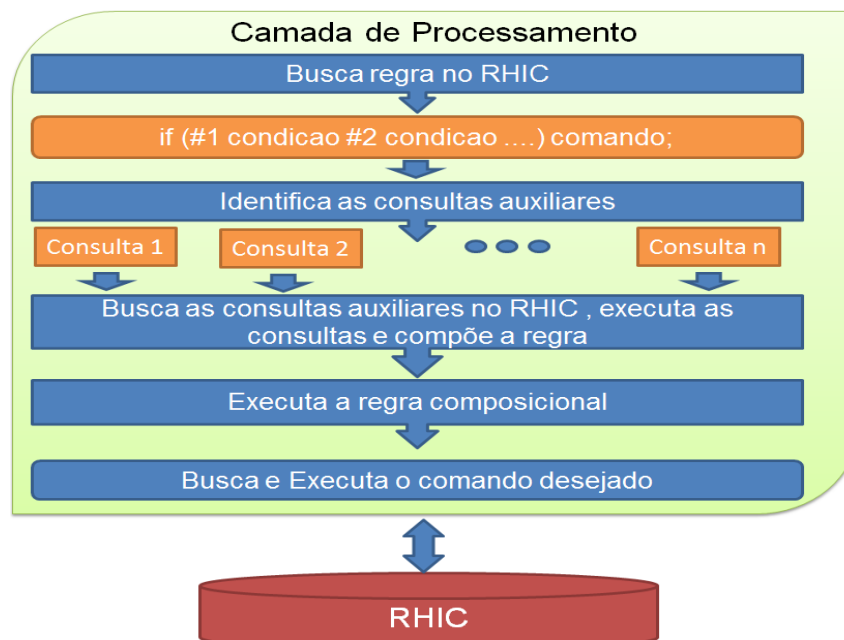 Camada de Processamento
Busca regra no RHIC
if (#1 condicao #2 condicao ....) comando;
Identifica as consultas auxiliares
Consulta 1
Consulta 2
Consulta n
Busca as consultas auxiliares no RHIC , executa as
consultas e compõe a regra
Executa a regra composicional
Busca e Executa o comando desejado
RHIC